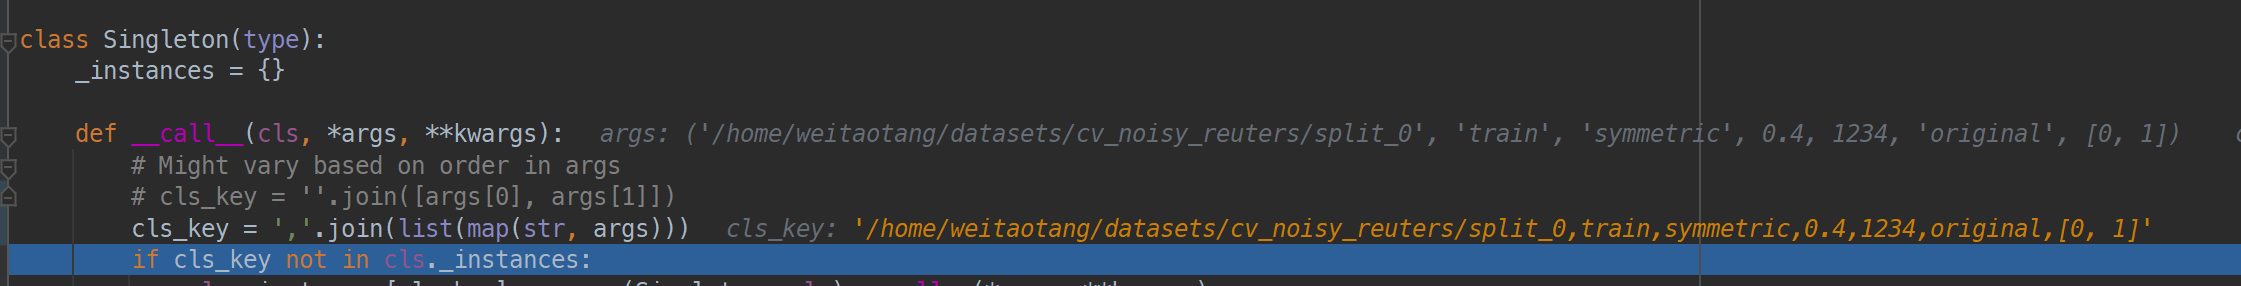 class Singleton(type):
    _instances = {}
    def __call__(cls, *args, **kwargs):   args: ('/home/weitaotang/datasets/cv_noisy_reuters/split_0', 'train', 'symmetric', 0.4, 1234, 'original', [0, 1])
        # Might vary based on order in args
        # cls_key = ''.join([args[0], args[1]])
        cls_key = ','.join(list(map(str, args)))   cls_key: '/home/weitaotang/datasets/cv_noisy_reuters/split_0,train,symmetric,0.4,1234,original,[0, 1]'
        if cls_key not in cls._instances: